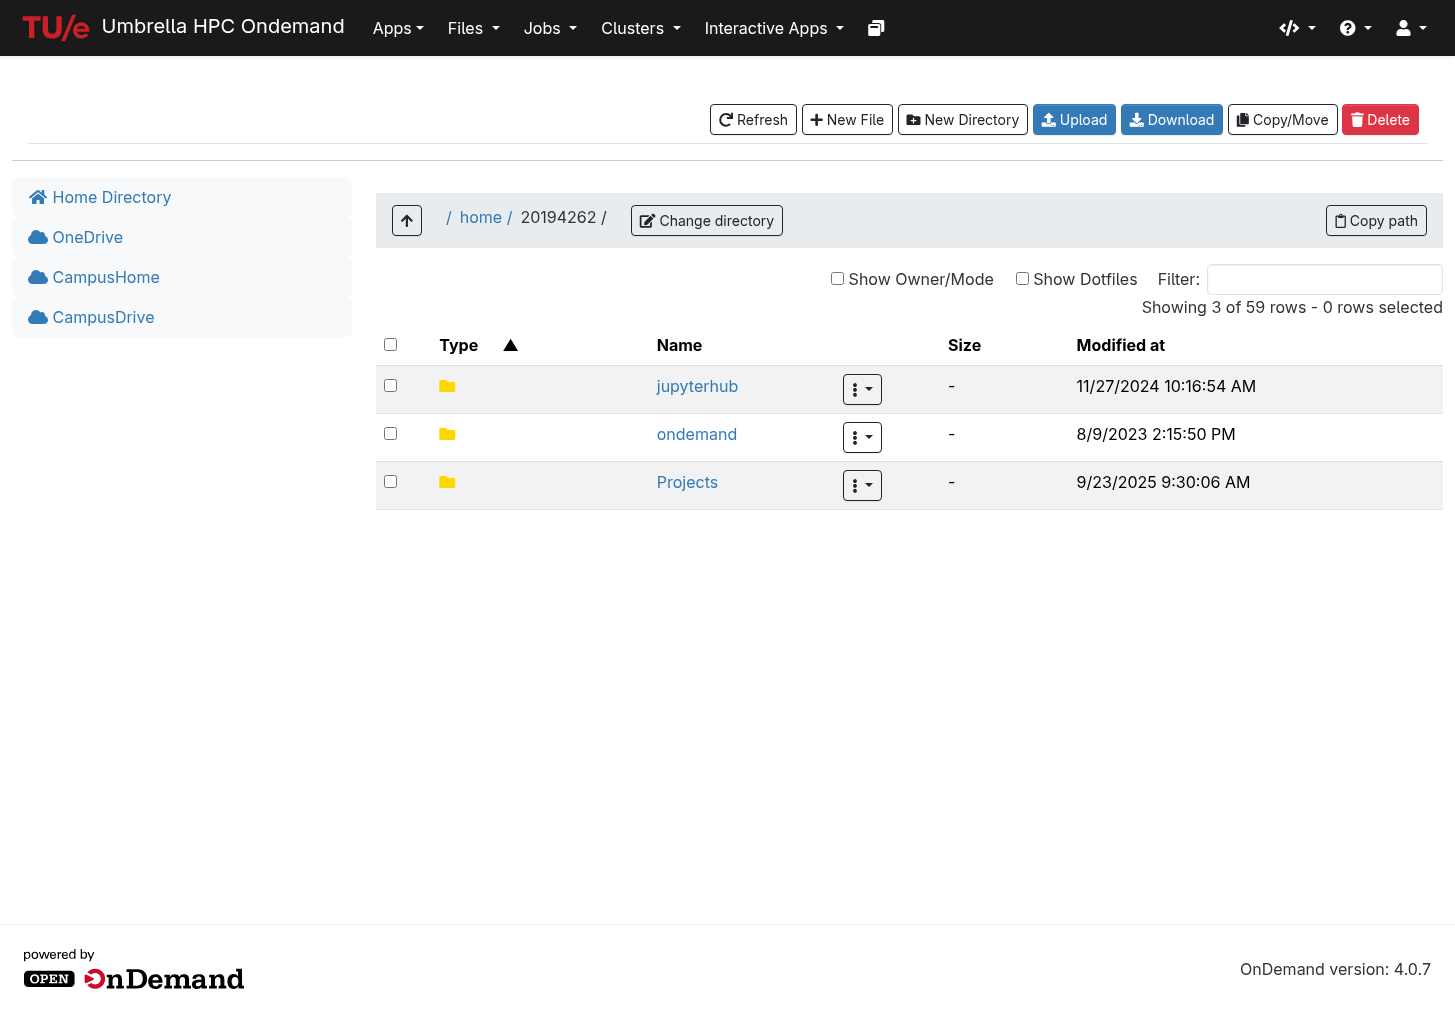 TU/e Umbrella HPC Ondemand Apps Files Jobs Clusters Interactive Apps
Refresh New File New Directory Upload Download Copy/Move Delete
Home Directory
OneDrive
CampusHome
CampusDrive
/ home / 20194262 / Change directory Copy path
Show Owner/Mode Show Dotfiles Filter:
Showing 3 of 59 rows - 0 rows selected
Type ▲ Name Size Modified at
jupyterhub - 11/27/2024 10:16:54 AM
ondemand - 8/9/2023 2:15:50 PM
Projects - 9/23/2025 9:30:06 AM
powered by
OPEN OnDemand
OnDemand version: 4.0.7